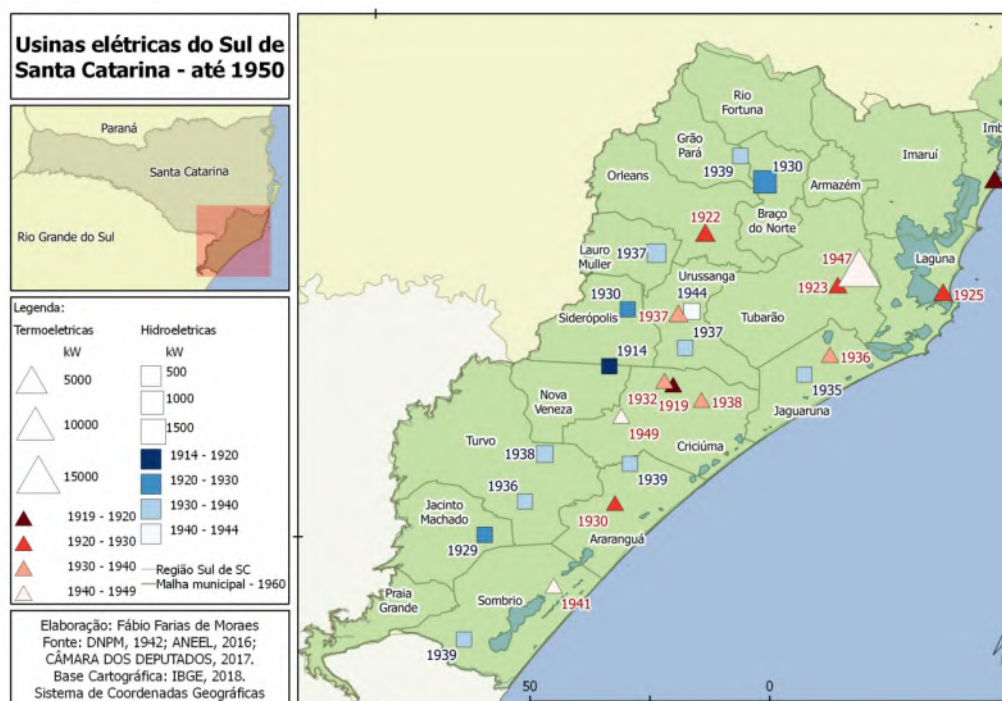 Usinas elétricas do Sul de
Santa Catarina - até 1950
Paraná
Santa Catarina
Rio Grande do Sul
Legenda:
Termoeletricas
Hidroeletricas
kW
kW
5000
10000
15000
500
1000
1500
1914 - 1920
1920 - 1930
1930 - 1940
1940 - 1944
1919 - 1920
1920 - 1930
1930 - 1940
1940 - 1949
Região Sul de SC
Malha municipal - 1960
Elaboração: Fábio Farias de Moraes
Fonte: DNPM, 1942; ANEEL, 2016;
CÂMARA DOS DEPUTADOS, 2017.
Base Cartográfica: IBGE, 2018.
Sistema de Coordenadas Geográficas
Rio
Fortuna
Imb
Grão
Pará
Imaruí
1939
1930
Orleans
Armazém
1922
Braço
do Norte
1937
Lauro
Muller
1947
Laguna
Urussanga
1923
1925
1930
1944
Siderópolis
1937
Tubarão
1937
1914
1936
1935
Nova
Veneza
1932
1919
1938
Jaguaruna
1949
Criciúma
Turvo
1938
1939
1936
Jacinto
Machado
1930
1929
Araranguá
Praia
Grande
Sombrio
1941
1939
50
0